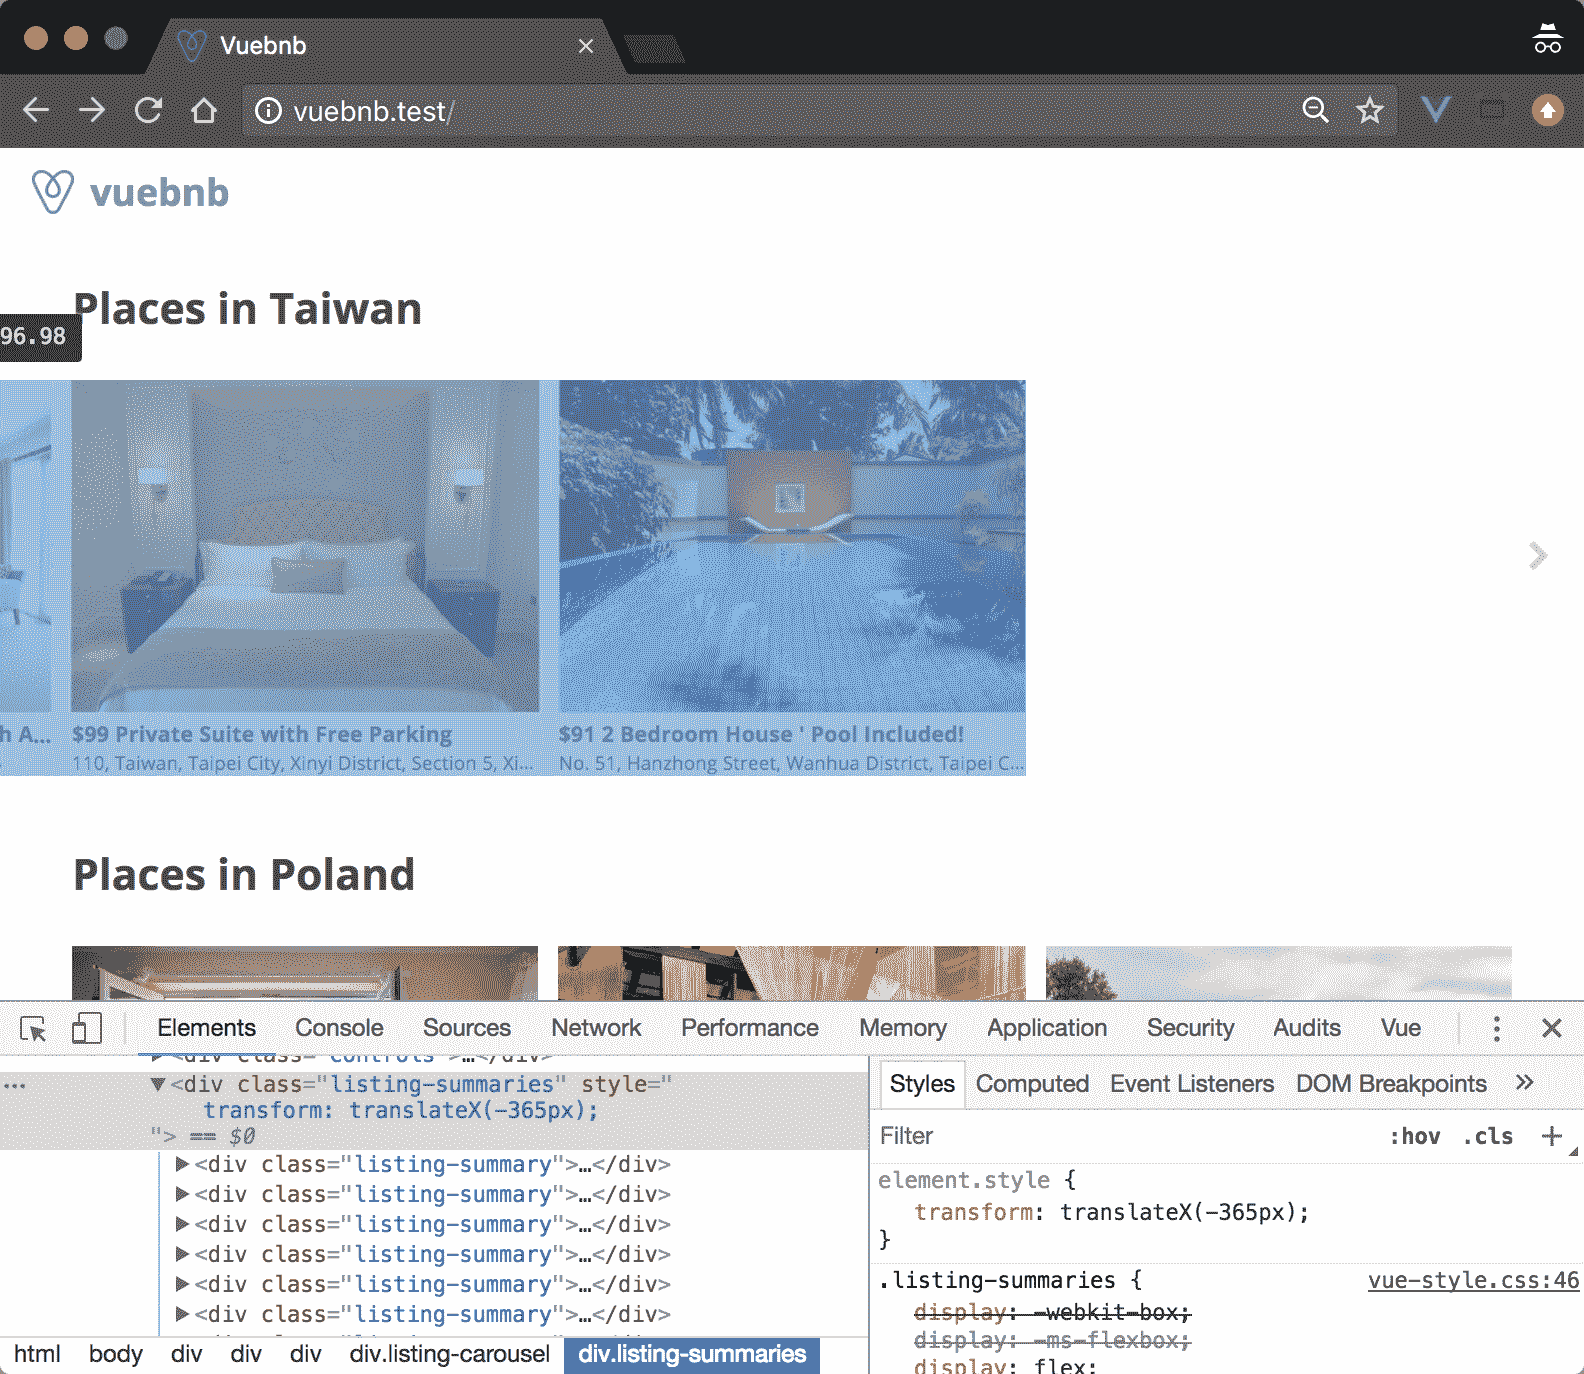 Vuebnb
vuebnb.test/
vuebnb
Places in Taiwan
96.98
h A... $99 Private Suite with Free Parking $91 2 Bedroom House ' Pool Included!
110, Taiwan, Taipei City, Xinyi District, Section 5, Xi... No. 51, Hanzhong Street, Wanhua District, Taipei C...
Places in Poland
Elements Console Sources Network Performance Memory Application Security Audits Vue
<div class="controls">…</div>
<div class="listing-summaries" style="
transform: translateX(-365px);
"> == $0
<div class="listing-summary">…</div>
<div class="listing-summary">…</div>
<div class="listing-summary">…</div>
<div class="listing-summary">…</div>
<div class="listing-summary">…</div>
<div class="listing-summary">…</div>
html body div div div div.listing-carousel div.listing-summaries
Styles Computed Event Listeners DOM Breakpoints »
Filter :hov .cls +
element.style {
transform: translateX(-365px);
}
.listing-summaries { vue-style.css:46
display: -webkit-box;
display: -ms-flexbox;
display: flex;